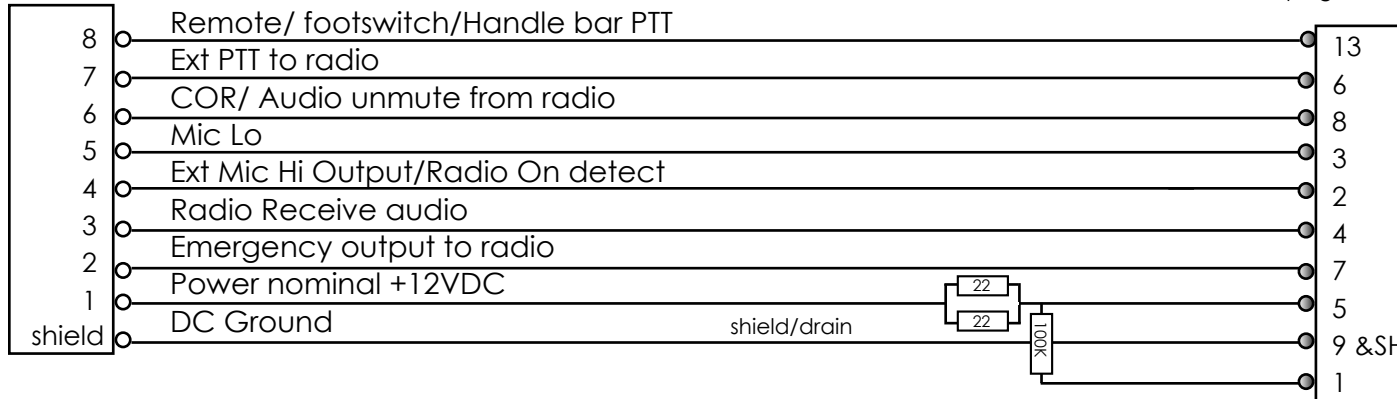 8 Remote/ footswitch/Handle bar PTT 13
7 Ext PTT to radio 6
6 COR/ Audio unmute from radio 8
5 Mic Lo 3
4 Ext Mic Hi Output/Radio On detect 2
3 Radio Receive audio 4
2 Emergency output to radio 7
1 Power nominal +12VDC 22 5
shield DC Ground shield/drain 22 100K 9 &SH
1